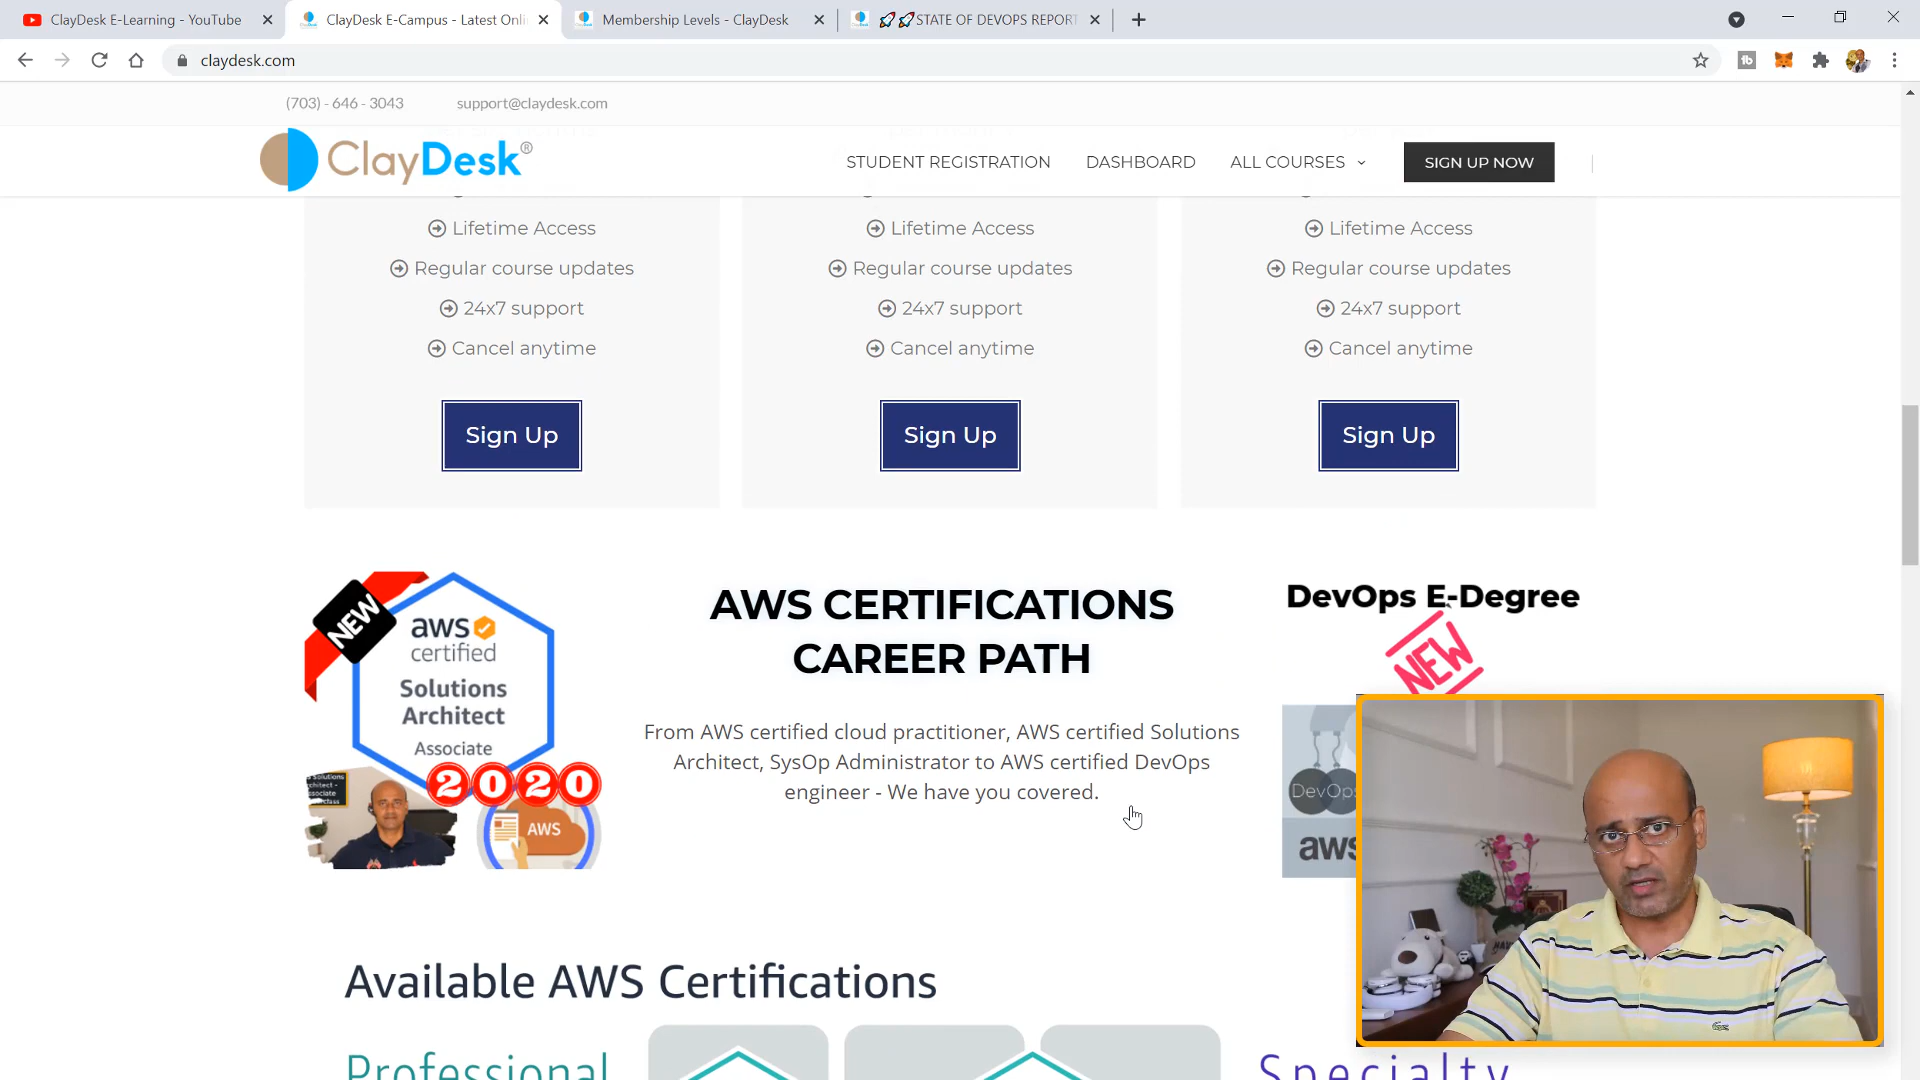 ClayDesk E-Learning - YouTube
ClayDesk E-Campus - Latest Onli
Membership Levels - ClayDesk
🚀🚀STATE OF DEVOPS REPORT
claydesk.com
(703) - 646 - 3043
support@claydesk.com
ClayDesk®
STUDENT REGISTRATION
DASHBOARD
ALL COURSES
SIGN UP NOW
Lifetime Access
Regular course updates
24x7 support
Cancel anytime
Sign Up
Lifetime Access
Regular course updates
24x7 support
Cancel anytime
Sign Up
Lifetime Access
Regular course updates
24x7 support
Cancel anytime
Sign Up
NEW
aws
certified
Solutions
Architect
Associate
2020
AWS
AWS CERTIFICATIONS
CAREER PATH
From AWS certified cloud practitioner, AWS certified Solutions
Architect, SysOp Administrator to AWS certified DevOps
engineer - We have you covered.
DevOps E-Degree
NEW
DevOps
aws
Available AWS Certifications
Professional
Specialty